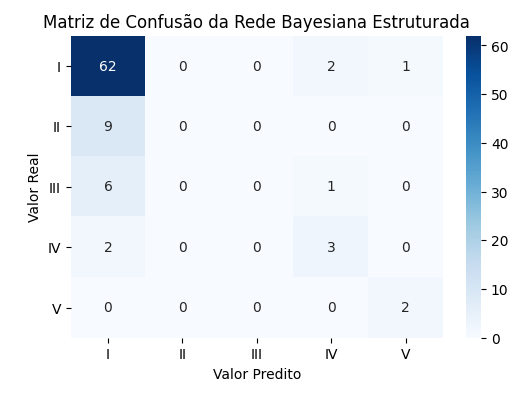 Matriz de Confusão da Rede Bayesiana Estruturada
Valor Real
I 62 0 0 2 1
II 9 0 0 0 0
III 6 0 0 1 0
IV 2 0 0 3 0
V 0 0 0 0 2
I II III IV V
Valor Predito
60
50
40
30
20
10
0